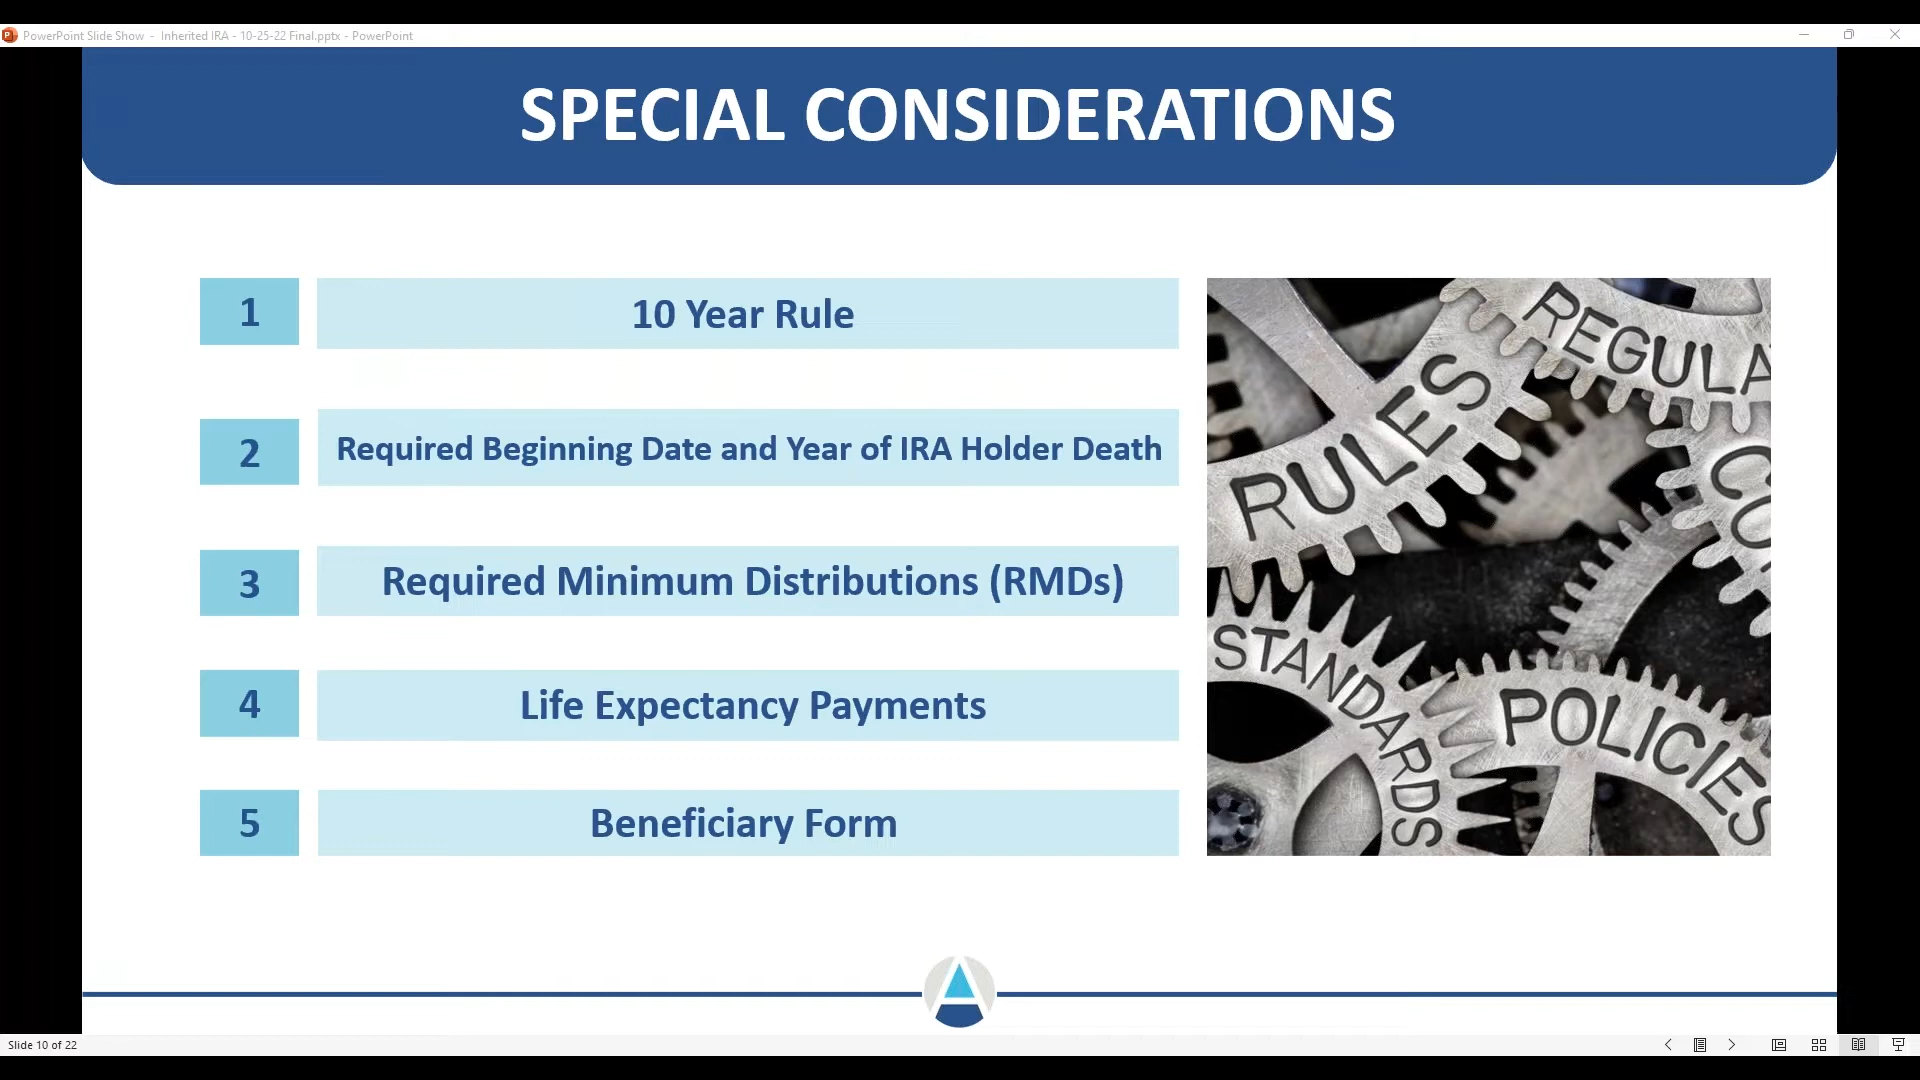 PowerPoint Slide Show - Inherited IRA - 10-25-22 Final.pptx - PowerPoint
SPECIAL CONSIDERATIONS
1
10 Year Rule
2
Required Beginning Date and Year of IRA Holder Death
3
Required Minimum Distributions (RMDs)
4
Life Expectancy Payments
5
Beneficiary Form
REGULA
RULES
CO
STANDARDS
POLICIES
Slide 10 of 22